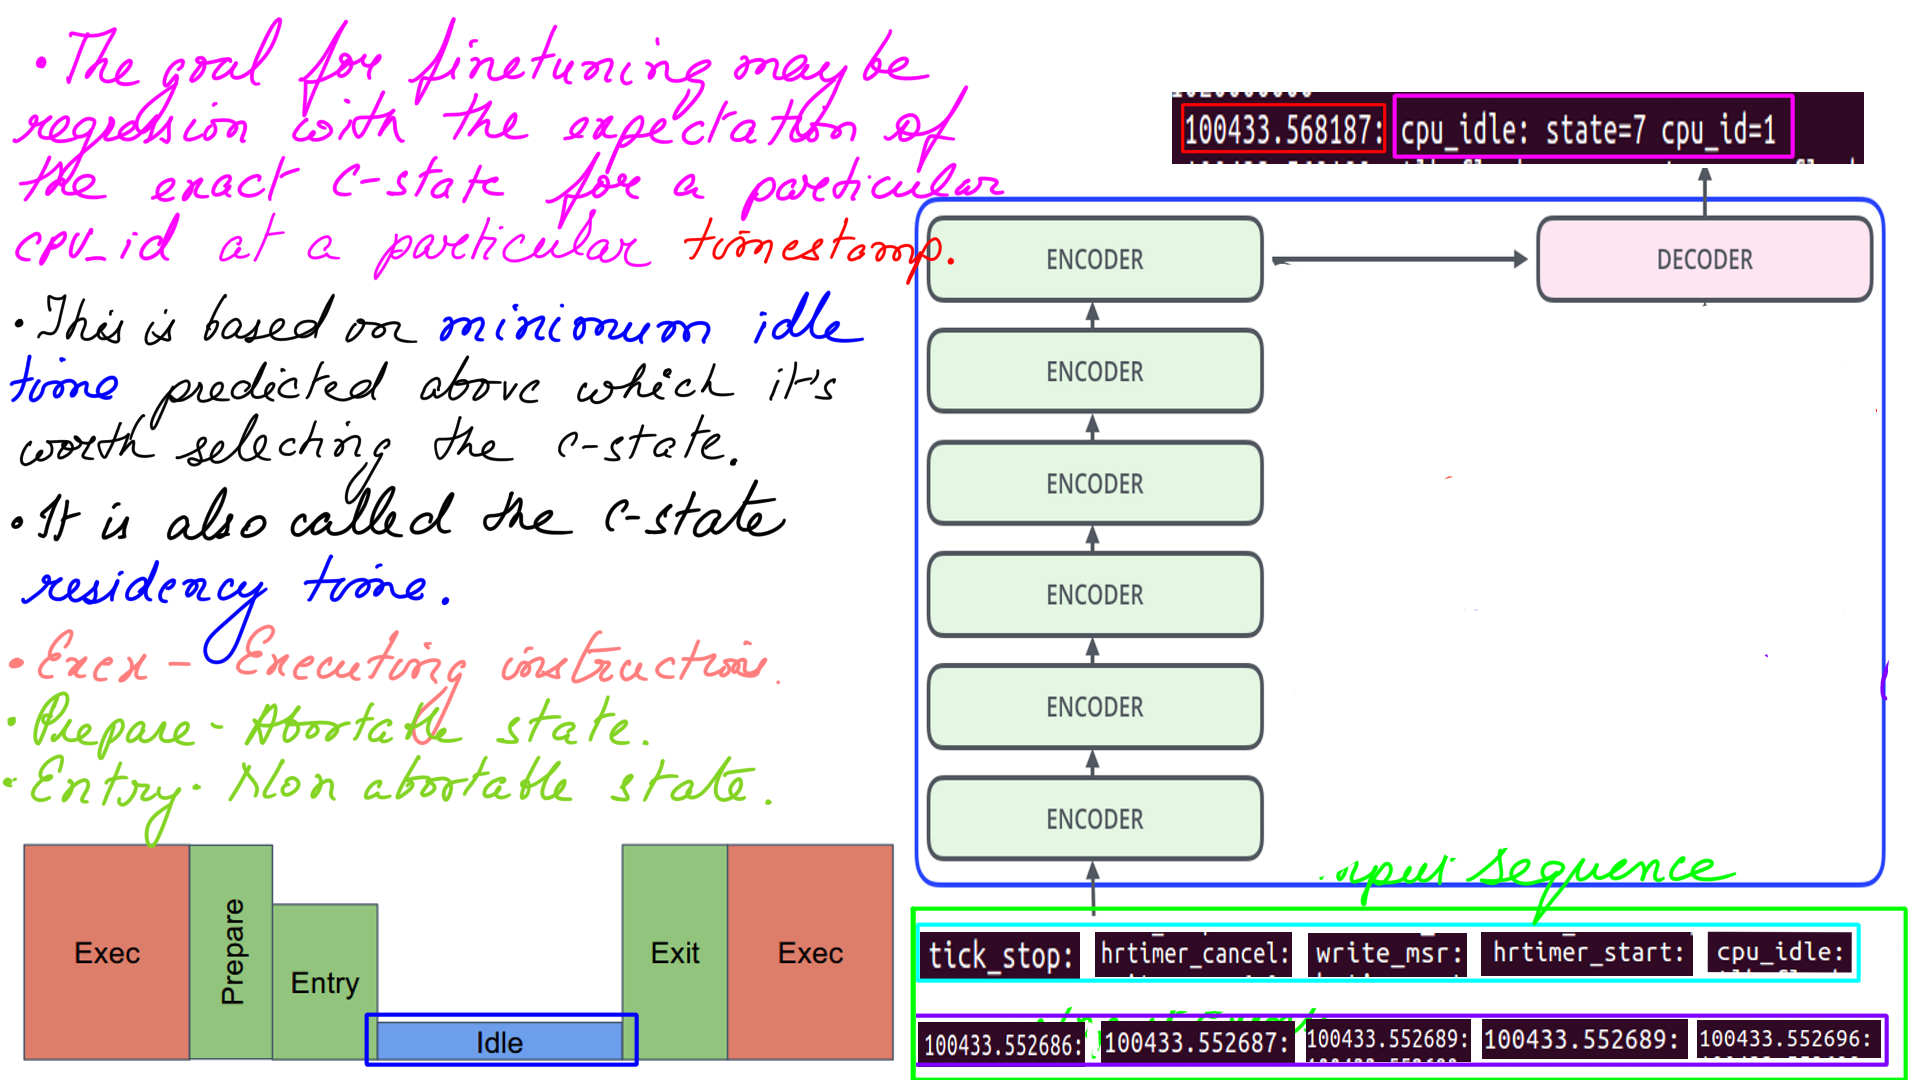 • The goal for finetuning may be
regression with the expectation of
the exact C-state for a particular
cpu_id at a particular timestamp.
• This is based on minimum idle
time predicted above which it's
worth selecting the C-state.
• It is also called the C-state
residency time.
• Exex - Executing instructions.
• Prepare - Abortable state.
• Entry - Non abortable state.
Exec
Prepare
Entry
Idle
Exit
Exec
100433.568187: cpu_idle: state=7 cpu_id=1
ENCODER
DECODER
ENCODER
ENCODER
ENCODER
ENCODER
ENCODER
sequence
tick_stop: hrtimer_cancel: write_msr: hrtimer_start: cpu_idle:
100433.552686: 100433.552687: 100433.552689: 100433.552689: 100433.552696: